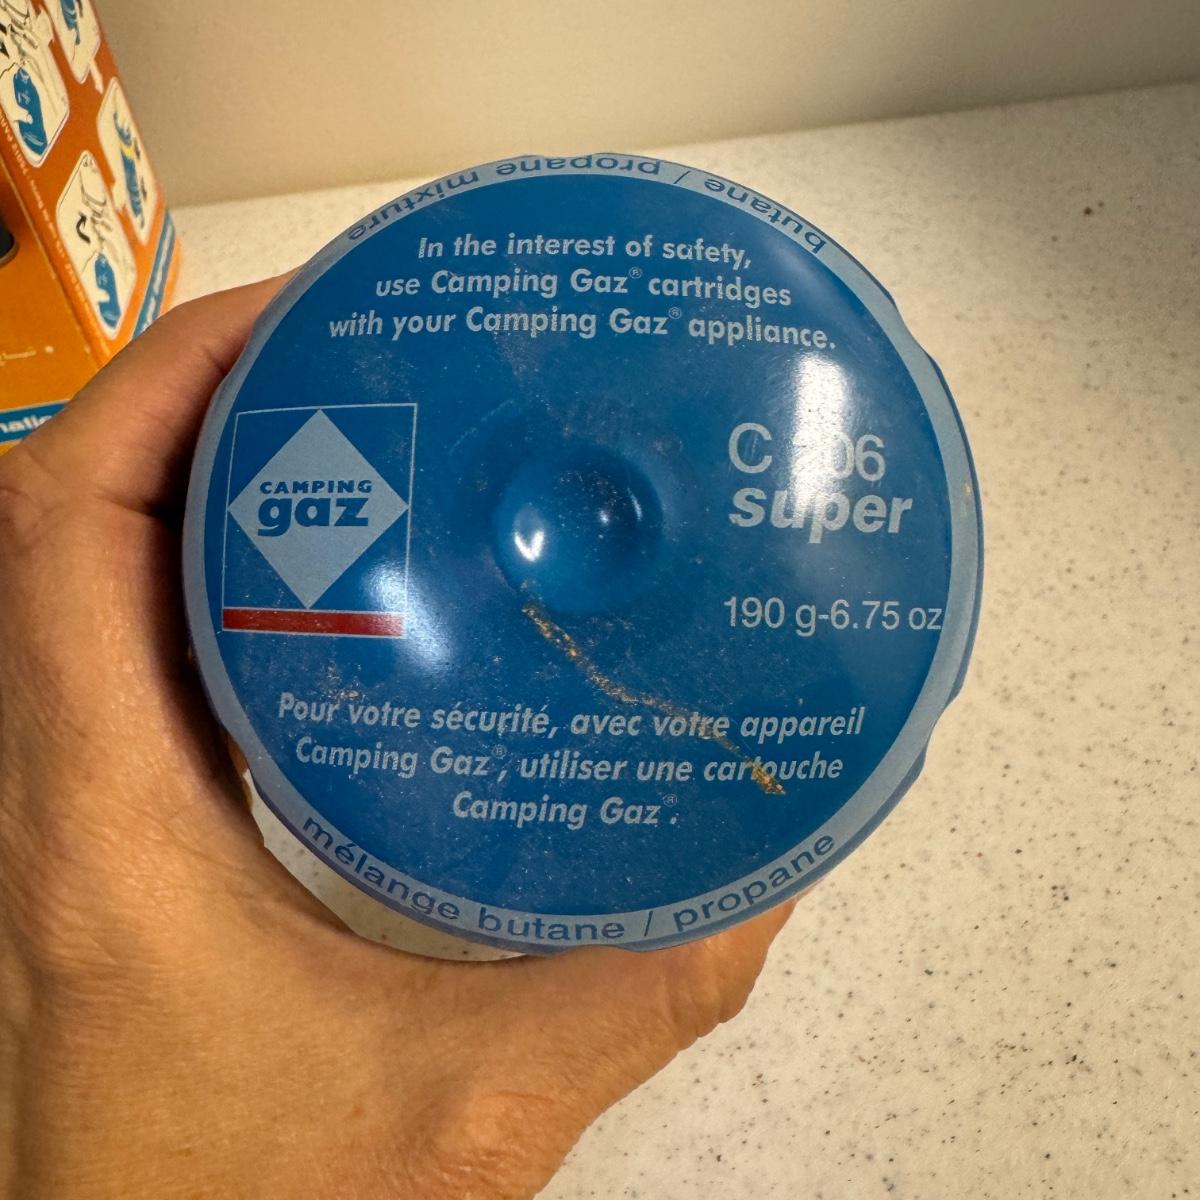 butane / propane mixture
In the interest of safety,
use Camping Gaz® cartridges
with your Camping Gaz® appliance.
CAMPING
gaz
C 206
super
190 g-6.75 oz
Pour votre sécurité, avec votre appareil
Camping Gaz®, utiliser une cartouche
Camping Gaz®.
mélange butane / propane